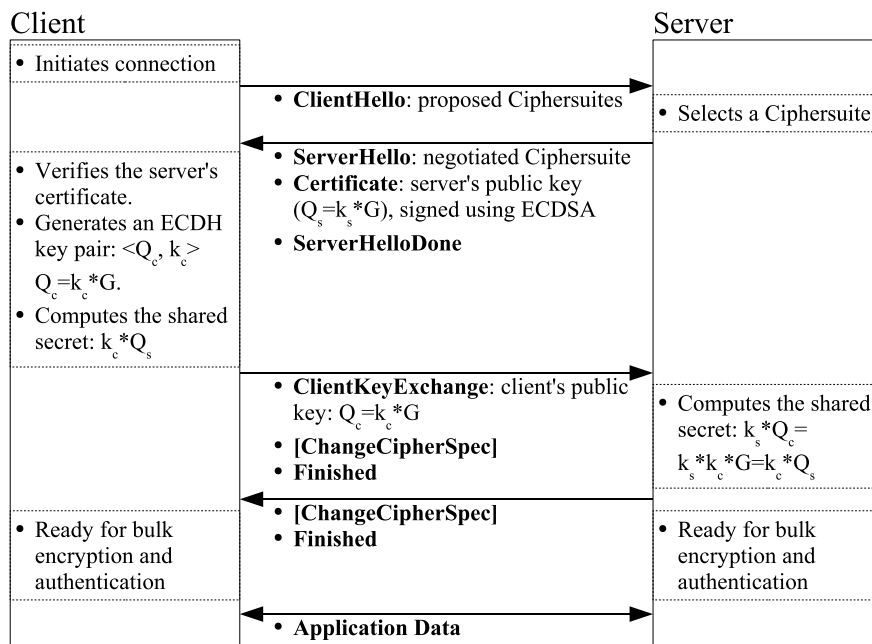 Client
Server
• Initiates connection
• ClientHello: proposed Ciphersuites
• Selects a Ciphersuite
• ServerHello: negotiated Ciphersuite
• Certificate: server's public key
(Qs=ks*G), signed using ECDSA
• ServerHelloDone
• Verifies the server's
certificate.
• Generates an ECDH
key pair: <Qc, kc>
Qc=kc*G.
• Computes the shared
secret: kc*Qs
• ClientKeyExchange: client's public
key: Qc=kc*G
• [ChangeCipherSpec]
• Finished
• Computes the shared
secret: ks*Qc=
ks*kc*G=kc*Qs
• [ChangeCipherSpec]
• Finished
• Ready for bulk
encryption and
authentication
• Ready for bulk
encryption and
authentication
• Application Data